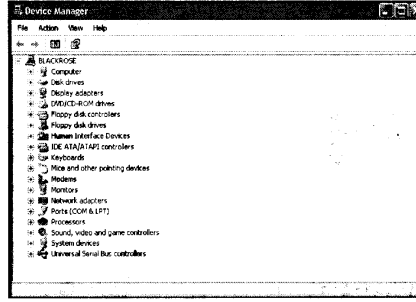 Device Manager
File Action View Help
BLACKROSE
Computer
Disk drives
Display adapters
DVD/CD-ROM drives
Floppy disk controllers
Floppy disk drives
Human Interface Devices
IDE ATA/ATAPI controllers
Keyboards
Mice and other pointing devices
Modems
Monitors
Network adapters
Ports (COM & LPT)
Processors
Sound, video and game controllers
System devices
Universal Serial Bus controllers